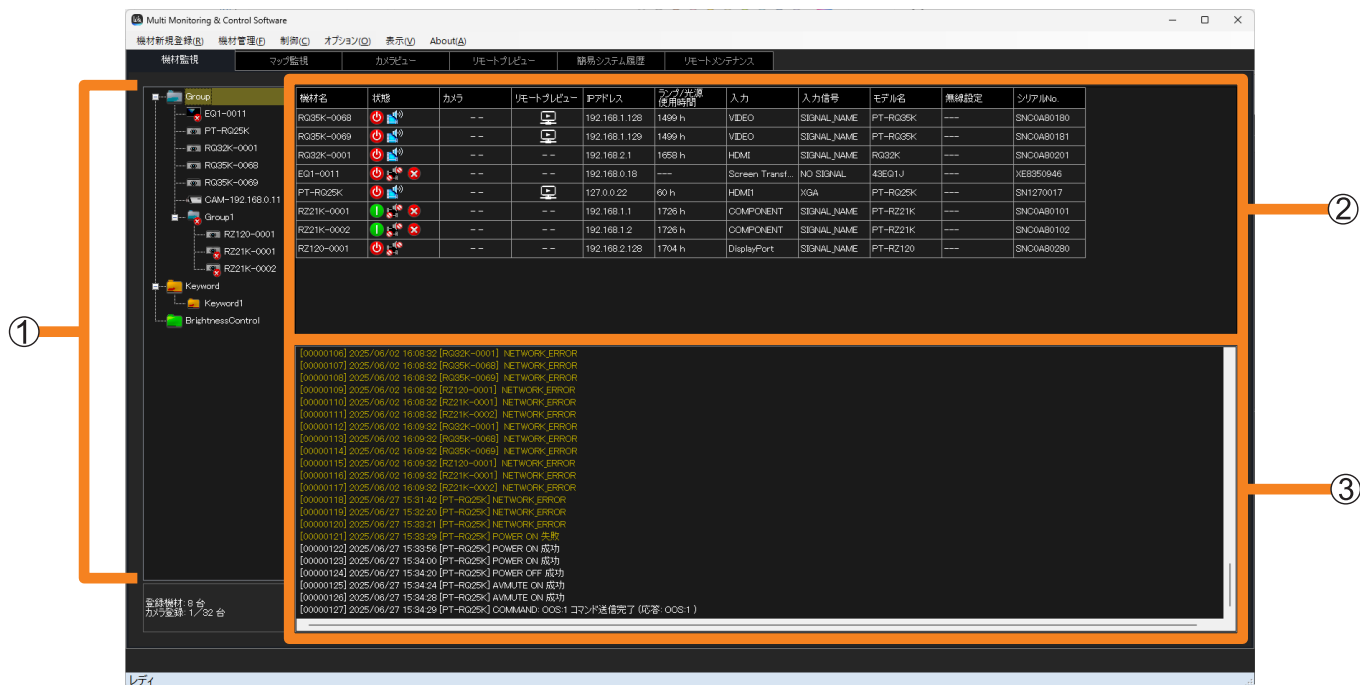 Multi Monitoring & Control Software
機材新規登録(R) 機材管理(E) 制御(C) オプション(O) 表示(V) About(A)
機材監視 マップ監視 カメラビュー リモートプレビュー 簡易システム履歴 リモートメンテナンス
Group
EQ1-0011
PT-RQ25K
RQ32K-0001
RQ35K-0068
RQ35K-0069
CAM-192.168.0.11
Group1
RZ120-0001
RZ21K-0001
RZ21K-0002
Keyword
Keyword1
BrightnessControl
登録機材: 8 台
カメラ登録: 1/32 台
①
機材名 状態 カメラ リモートプレビュー IPアドレス ランプ/光源使用時間 入力 入力信号 モデル名 無線設定 シリアルNo.
RQ35K-0068 -- 192.168.1.128 1499 h VIDEO SIGNAL_NAME PT-RQ35K --- SNC0A80180
RQ35K-0069 -- 192.168.1.129 1499 h VIDEO SIGNAL_NAME PT-RQ35K --- SNC0A80181
RQ32K-0001 -- -- 192.168.2.1 1658 h HDMI SIGNAL_NAME RQ32K --- SNC0A80201
EQ1-0011 -- -- 192.168.0.18 --- Screen Transf... NO SIGNAL 43EQ1J --- XE8350946
PT-RQ25K -- 127.0.0.22 60 h HDMI1 XGA PT-RQ25K --- SN1270017
RZ21K-0001 -- -- 192.168.1.1 1726 h COMPONENT SIGNAL_NAME PT-RZ21K --- SNC0A80101
RZ21K-0002 -- -- 192.168.1.2 1726 h COMPONENT SIGNAL_NAME PT-RZ21K --- SNC0A80102
RZ120-0001 -- -- 192.168.2.128 1704 h DisplayPort SIGNAL_NAME PT-RZ120 --- SNC0A80280
②
[00000106] 2025/06/02 16:08:32 [RQ32K-0001] NETWORK_ERROR
[00000107] 2025/06/02 16:08:32 [RQ35K-0068] NETWORK_ERROR
[00000108] 2025/06/02 16:08:32 [RQ35K-0069] NETWORK_ERROR
[00000109] 2025/06/02 16:08:32 [RZ120-0001] NETWORK_ERROR
[00000110] 2025/06/02 16:08:32 [RZ21K-0001] NETWORK_ERROR
[00000111] 2025/06/02 16:08:32 [RZ21K-0002] NETWORK_ERROR
[00000112] 2025/06/02 16:09:32 [RQ32K-0001] NETWORK_ERROR
[00000113] 2025/06/02 16:09:32 [RQ35K-0068] NETWORK_ERROR
[00000114] 2025/06/02 16:09:32 [RQ35K-0069] NETWORK_ERROR
[00000115] 2025/06/02 16:09:32 [RZ120-0001] NETWORK_ERROR
[00000116] 2025/06/02 16:09:32 [RZ21K-0001] NETWORK_ERROR
[00000117] 2025/06/02 16:09:32 [RZ21K-0002] NETWORK_ERROR
[00000118] 2025/06/27 15:31:42 [PT-RQ25K] NETWORK_ERROR
[00000119] 2025/06/27 15:32:20 [PT-RQ25K] NETWORK_ERROR
[00000120] 2025/06/27 15:33:21 [PT-RQ25K] NETWORK_ERROR
[00000121] 2025/06/27 15:33:29 [PT-RQ25K] POWER ON 失敗
[00000122] 2025/06/27 15:33:56 [PT-RQ25K] POWER ON 成功
[00000123] 2025/06/27 15:34:00 [PT-RQ25K] POWER ON 成功
[00000124] 2025/06/27 15:34:20 [PT-RQ25K] POWER OFF 成功
[00000125] 2025/06/27 15:34:24 [PT-RQ25K] AVMUTE ON 成功
[00000126] 2025/06/27 15:34:28 [PT-RQ25K] AVMUTE ON 成功
[00000127] 2025/06/27 15:34:29 [PT-RQ25K] COMMAND: OOS:1 コマンド送信完了 (応答: OOS:1 )
③
レディ